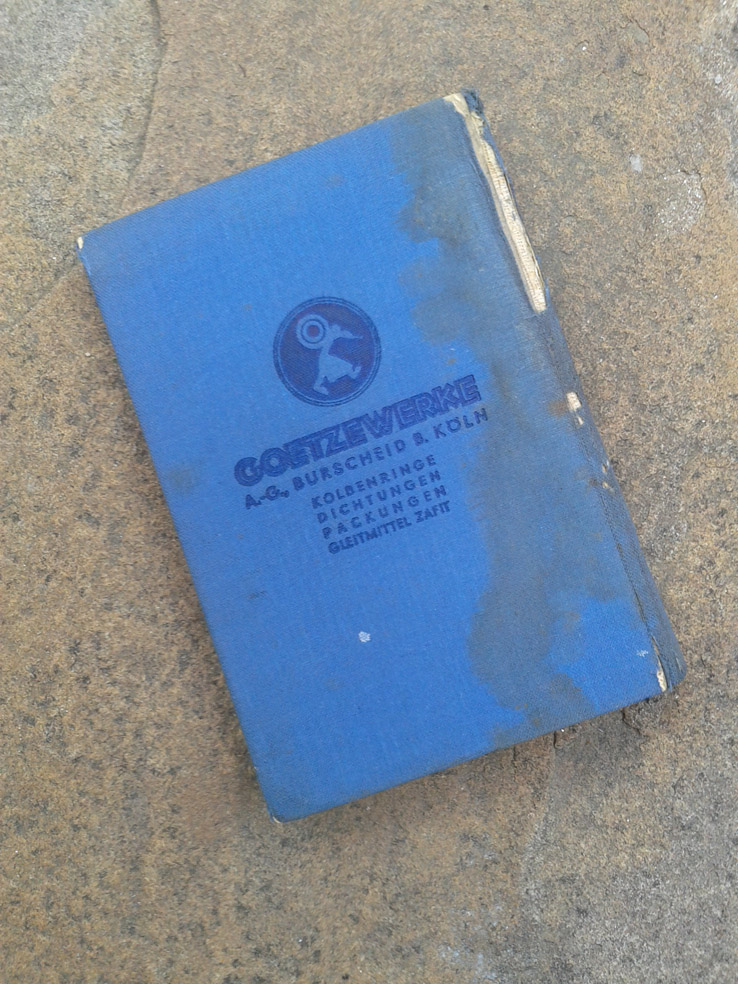 GOETZEWERKE
A.-G., BURSCHEID B. KÖLN
KOLBENRINGE
DICHTUNGEN
PACKUNGEN
GLEITMITTEL ZAFIT